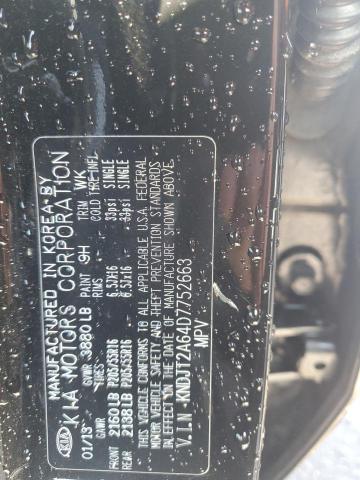 MANUFACTURED IN KOREA BY
KIA KIA MOTORS CORPORATION
01/13 GVWR 3880 LB PAINT 9H TRIM WK
GAWR TIRES RIMS COLD TIRE INFL.
FRONT 2160 LB P205/55R16 6.5JX16 33psi SINGLE
REAR 2138 LB P205/55R16 6.5JX16 33psi SINGLE
THIS VEHICLE CONFORMS TO ALL APPLICABLE U.S.A. FEDERAL
MOTOR VEHICLE SAFETY AND THEFT PREVENTION STANDARDS
IN EFFECT ON THE DATE OF MANUFACTURE SHOWN ABOVE
V.I.N KNDJT2A64D7752663
MPV